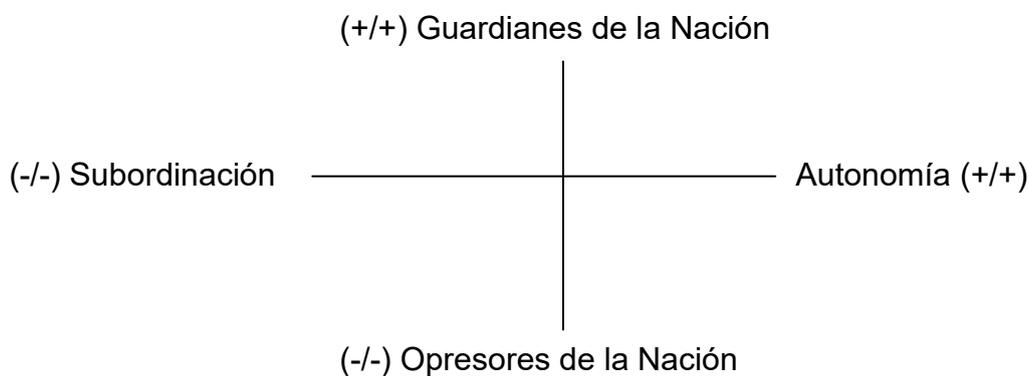 (+/+) Guardianes de la Nación
(-/-) Subordinación
Autonomía (+/+)
(-/-) Opresores de la Nación